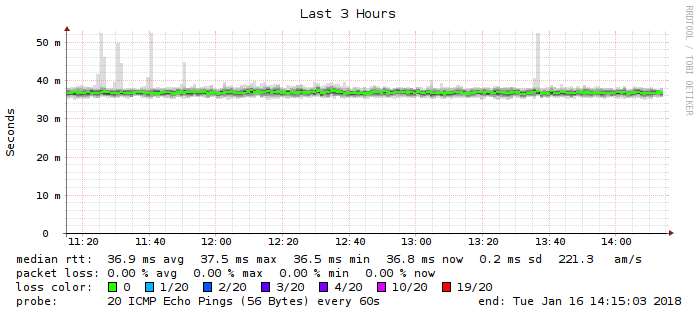 Last 3 Hours
RRDTOOL / TOBI OETIKER
Seconds
50 m
40 m
30 m
20 m
10 m
0
11:20 11:40 12:00 12:20 12:40 13:00 13:20 13:40 14:00
median rtt: 36.9 ms avg 37.5 ms max 36.5 ms min 36.8 ms now 0.2 ms sd 221.3 am/s
packet loss: 0.00 % avg 0.00 % max 0.00 % min 0.00 % now
loss color: 0 1/20 2/20 3/20 4/20 10/20 19/20
probe: 20 ICMP Echo Pings (56 Bytes) every 60s end: Tue Jan 16 14:15:03 2018